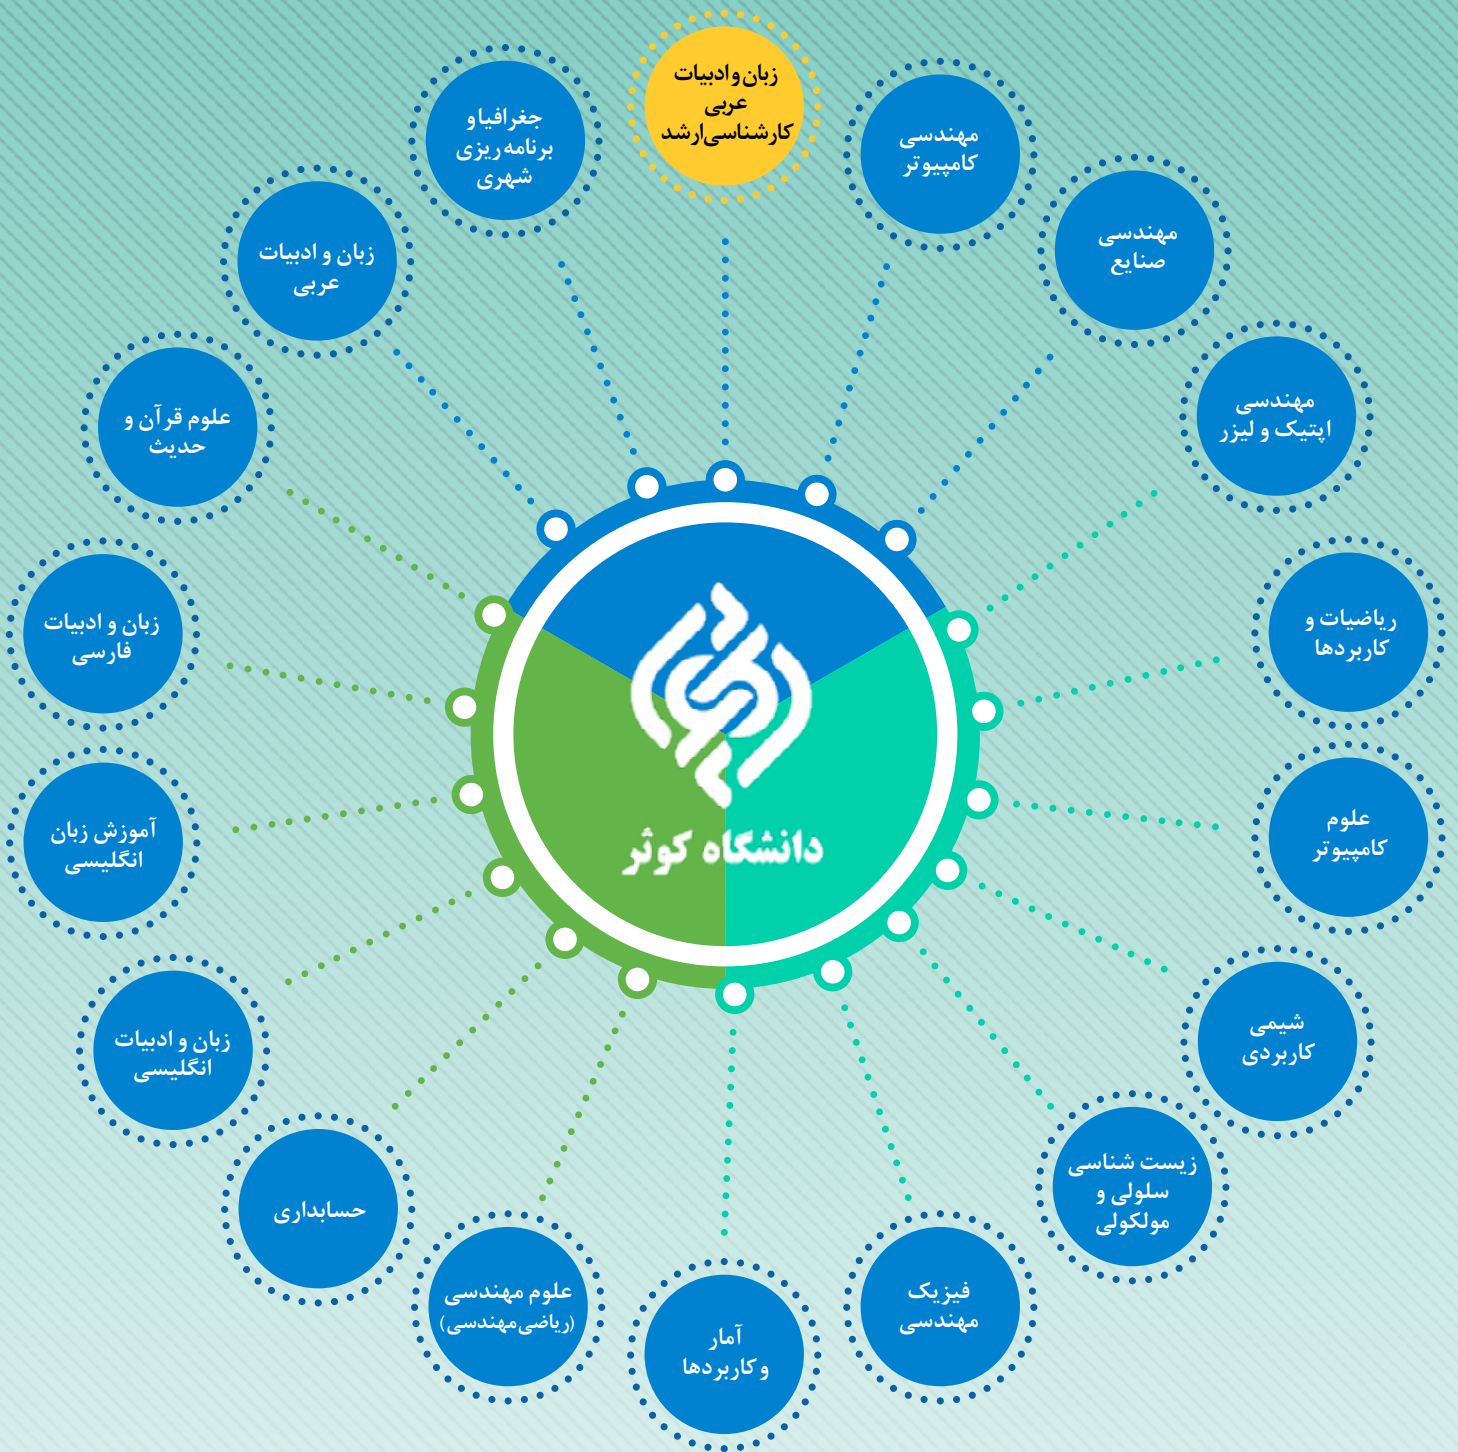 زبان و ادبیات
عربی
کارشناسی ارشد
مهندسی
کامپیوتر
مهندسی
صنایع
مهندسی
اپتیک و لیزر
ریاضیات و
کاربردها
علوم
کامپیوتر
شیمی
کاربردی
زیست شناسی
سلولی و
مولکولی
فیزیک
مهندسی
آمار
و کاربردها
علوم مهندسی
(ریاضی مهندسی)
حسابداری
زبان و ادبیات
انگلیسی
آموزش زبان
انگلیسی
زبان و ادبیات
فارسی
علوم قرآن و
حدیث
زبان و ادبیات
عربی
جغرافیا و
برنامه ریزی
شهری
دانشگاه کوثر